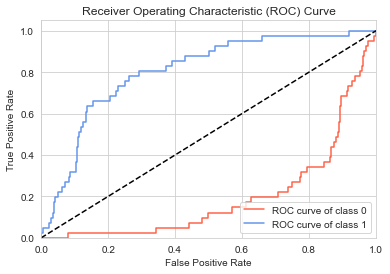 Receiver Operating Characteristic (ROC) Curve
True Positive Rate
1.0
0.8
0.6
0.4
0.2
0.0
0.0 0.2 0.4 0.6 0.8 1.0
False Positive Rate
ROC curve of class 0
ROC curve of class 1